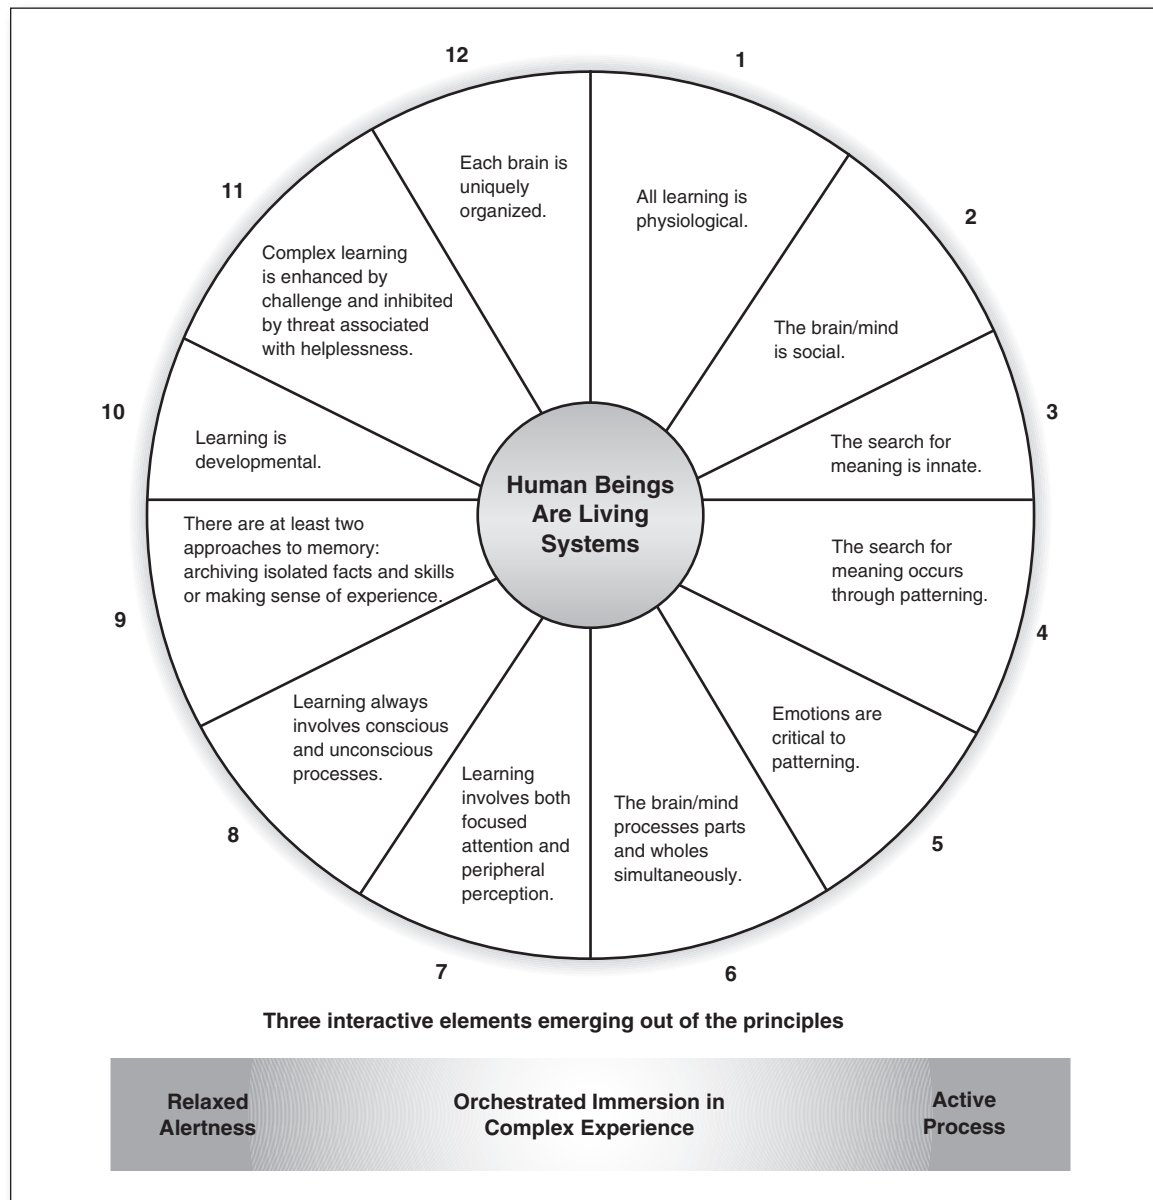 12
1
Each brain is
uniquely
organized.
All learning is
physiological.
11
2
Complex learning
is enhanced by
challenge and inhibited
by threat associated
with helplessness.
The brain/mind
is social.
10
3
Learning is
developmental.
The search for
meaning is innate.
Human Beings
Are Living
Systems
There are at least two
approaches to memory:
archiving isolated facts and skills
or making sense of experience.
The search for
meaning occurs
through patterning.
9
4
Learning always
involves conscious
and unconscious
processes.
Emotions are
critical to
patterning.
8
5
Learning
involves both
focused
attention and
peripheral
perception.
The brain/mind
processes parts
and wholes
simultaneously.
7
6
Three interactive elements emerging out of the principles
Relaxed
Alertness
Orchestrated Immersion in
Complex Experience
Active
Process